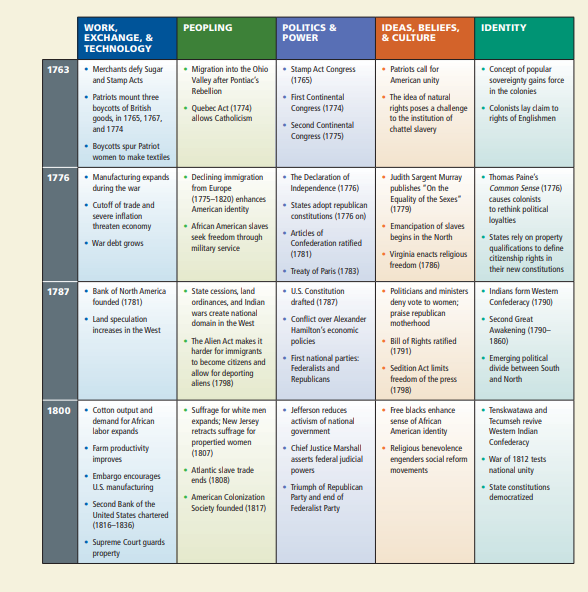 WORK,
EXCHANGE, &
TECHNOLOGY
PEOPLING
POLITICS &
POWER
IDEAS, BELIEFS,
& CULTURE
IDENTITY
1763
• Merchants defy Sugar
and Stamp Acts
• Patriots mount three
boycotts of British
goods, in 1765, 1767,
and 1774
• Boycotts spur Patriot
women to make textiles
• Migration into the Ohio
Valley after Pontiac's
Rebellion
• Quebec Act (1774)
allows Catholicism
• Stamp Act Congress
(1765)
• First Continental
Congress (1774)
• Second Continental
Congress (1775)
• Patriots call for
American unity
• The idea of natural
rights poses a challenge
to the institution of
chattel slavery
• Concept of popular
sovereignty gains force
in the colonies
• Colonists lay claim to
rights of Englishmen
1776
• Manufacturing expands
during the war
• Cutoff of trade and
severe inflation
threaten economy
• War debt grows
• Declining immigration
from Europe
(1775–1820) enhances
American identity
• African American slaves
seek freedom through
military service
• The Declaration of
Independence (1776)
• States adopt republican
constitutions (1776 on)
• Articles of
Confederation ratified
(1781)
• Treaty of Paris (1783)
• Judith Sargent Murray
publishes "On the
Equality of the Sexes"
(1779)
• Emancipation of slaves
begins in the North
• Virginia enacts religious
freedom (1786)
• Thomas Paine's
Common Sense (1776)
causes colonists
to rethink political
loyalties
• States rely on property
qualifications to define
citizenship rights in
their new constitutions
1787
• Bank of North America
founded (1781)
• Land speculation
increases in the West
• State cessions, land
ordinances, and Indian
wars create national
domain in the West
• The Alien Act makes it
harder for immigrants
to become citizens and
allow for deporting
aliens (1798)
• U.S. Constitution
drafted (1787)
• Conflict over Alexander
Hamilton's economic
policies
• First national parties:
Federalists and
Republicans
• Politicians and ministers
deny vote to women;
praise republican
motherhood
• Bill of Rights ratified
(1791)
• Sedition Act limits
freedom of the press
(1798)
• Indians form Western
Confederacy (1790)
• Second Great
Awakening (1790–
1860)
• Emerging political
divide between South
and North
1800
• Cotton output and
demand for African
labor expands
• Farm productivity
improves
• Embargo encourages
U.S. manufacturing
• Second Bank of the
United States chartered
(1816–1836)
• Supreme Court guards
property
• Suffrage for white men
expands; New Jersey
retracts suffrage for
propertied women
(1807)
• Atlantic slave trade
ends (1808)
• American Colonization
Society founded (1817)
• Jefferson reduces
activism of national
government
• Chief Justice Marshall
asserts federal judicial
powers
• Triumph of Republican
Party and end of
Federalist Party
• Free blacks enhance
sense of African
American identity
• Religious benevolence
engenders social reform
movements
• Tenskwatawa and
Tecumseh revive
Western Indian
Confederacy
• War of 1812 tests
national unity
• State constitutions
democratized